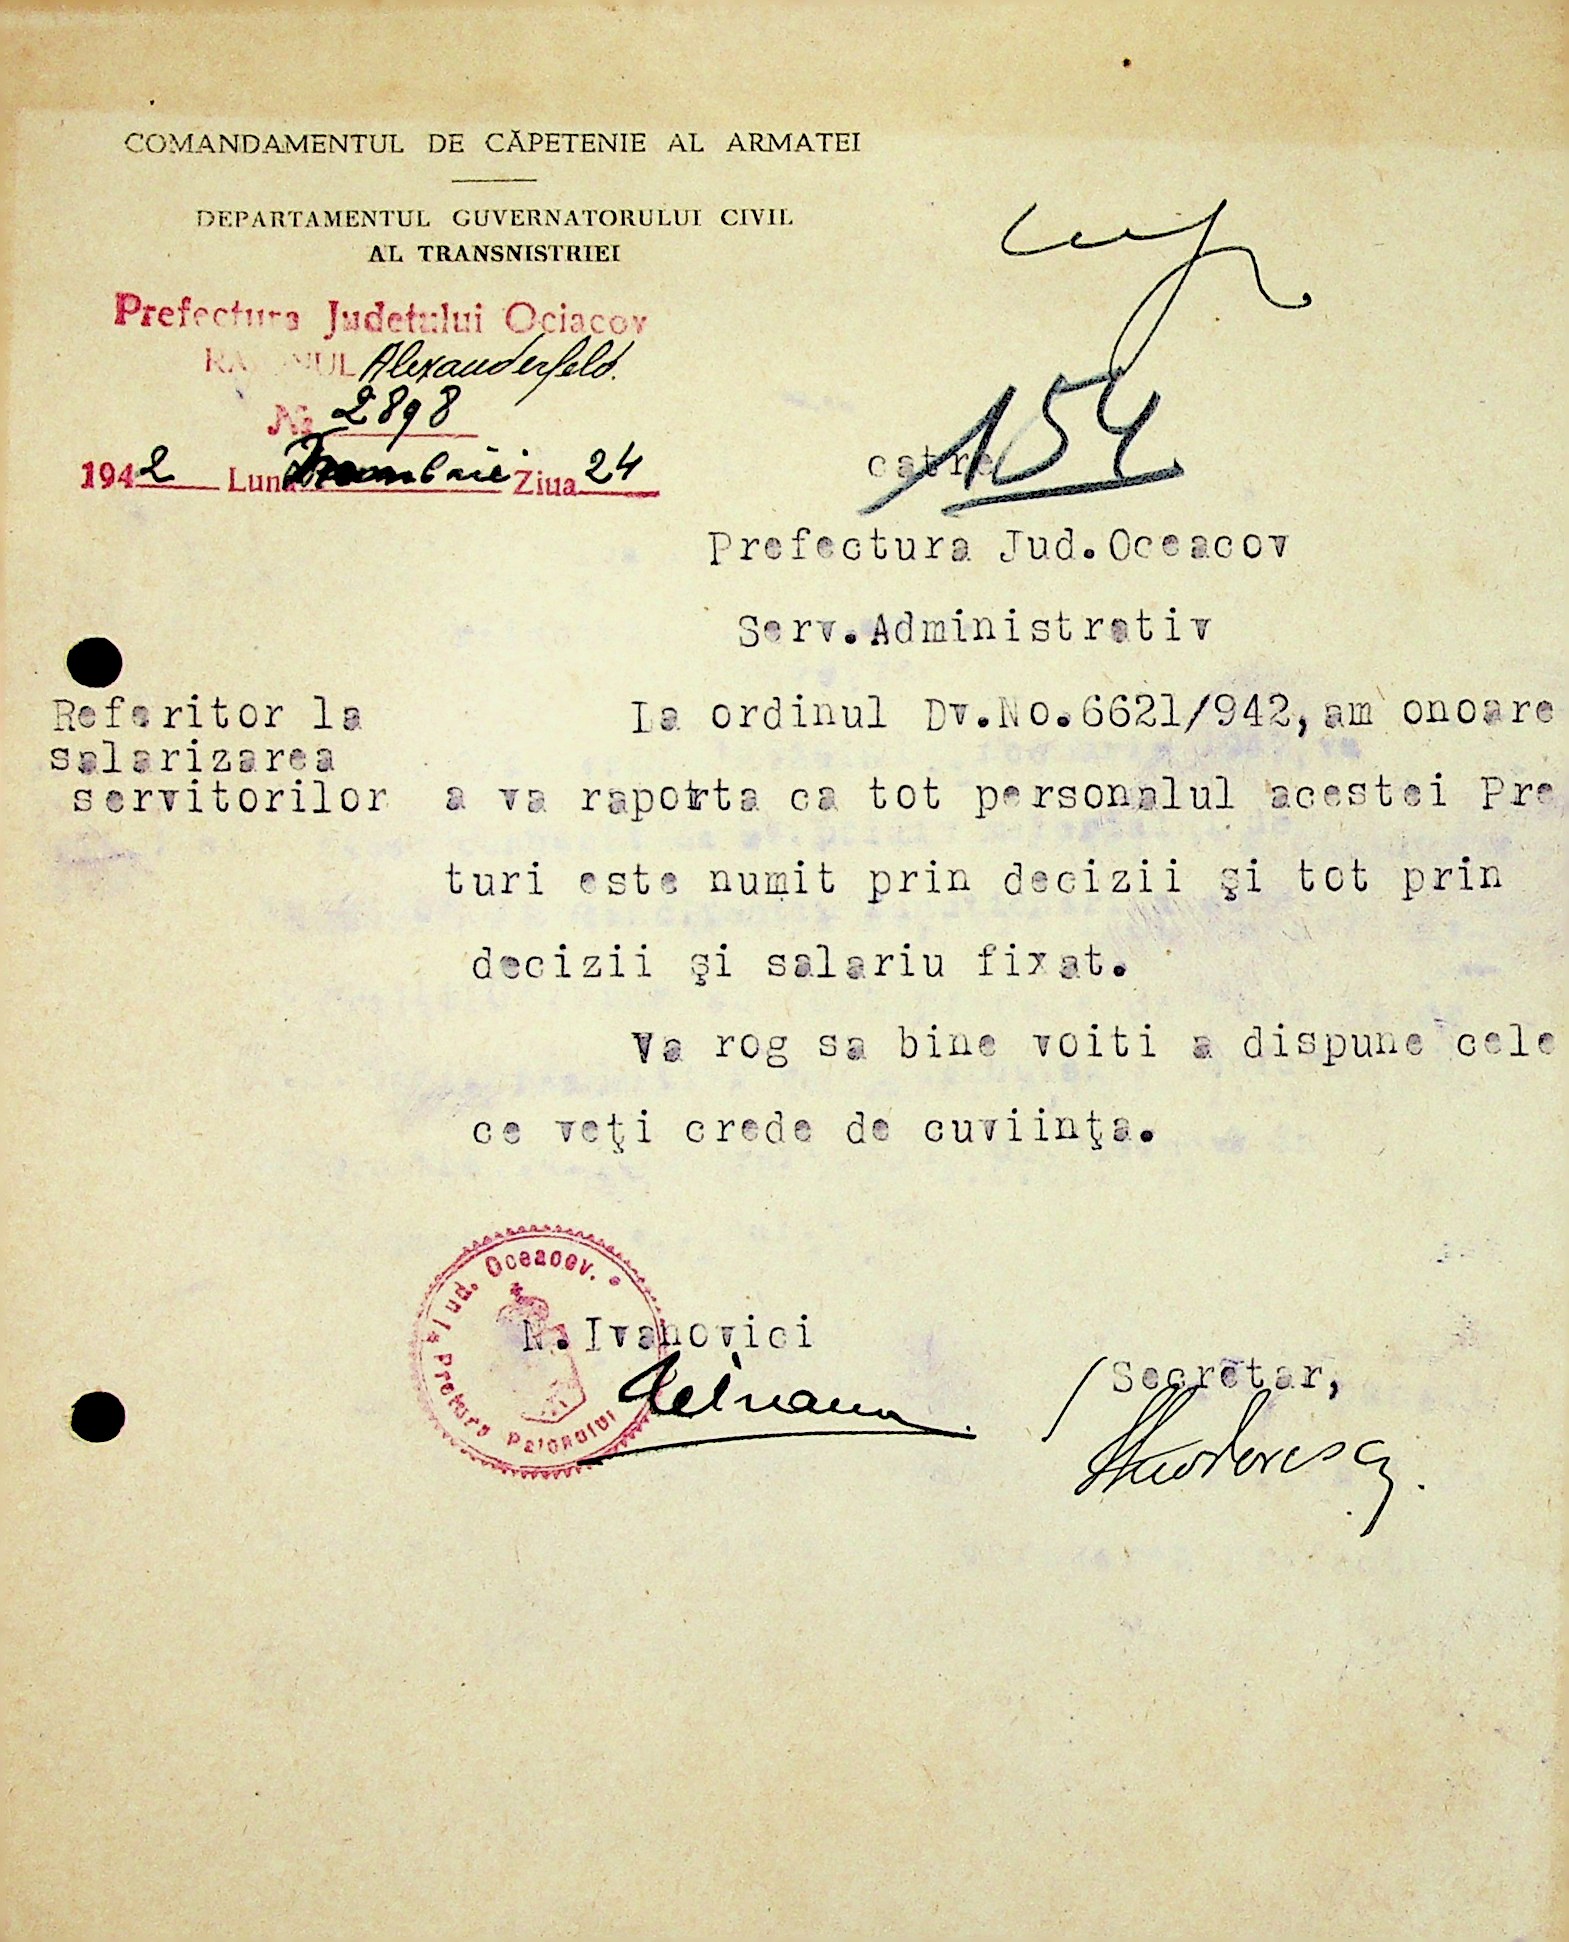 COMANDAMENTUL DE CĂPETENIE AL ARMATEI
DEPARTAMENTUL GUVERNATORULUI CIVIL
AL TRANSNISTRIEI
Prefectura Judetului Ociacov
RAIONUL Alexanderfeld.
No 2898
1942 Luna Noembrie Ziua 24
154
catre
Prefectura Jud.Oceacov
Serv.Administrativ
Referitor la
salarizarea
servitorilor
La ordinul Dv.No.6621/942,am onoare
a va raporta ca tot personalul acestei Pre
turi este numit prin decizii şi tot prin
decizii şi salariu fixat.
Va rog sa bine voiti a dispune cele
ce veţi crede de cuviinţa.
Jud. Oceacov.
Pretura Raionului
N.Ivanovici
Secretar,